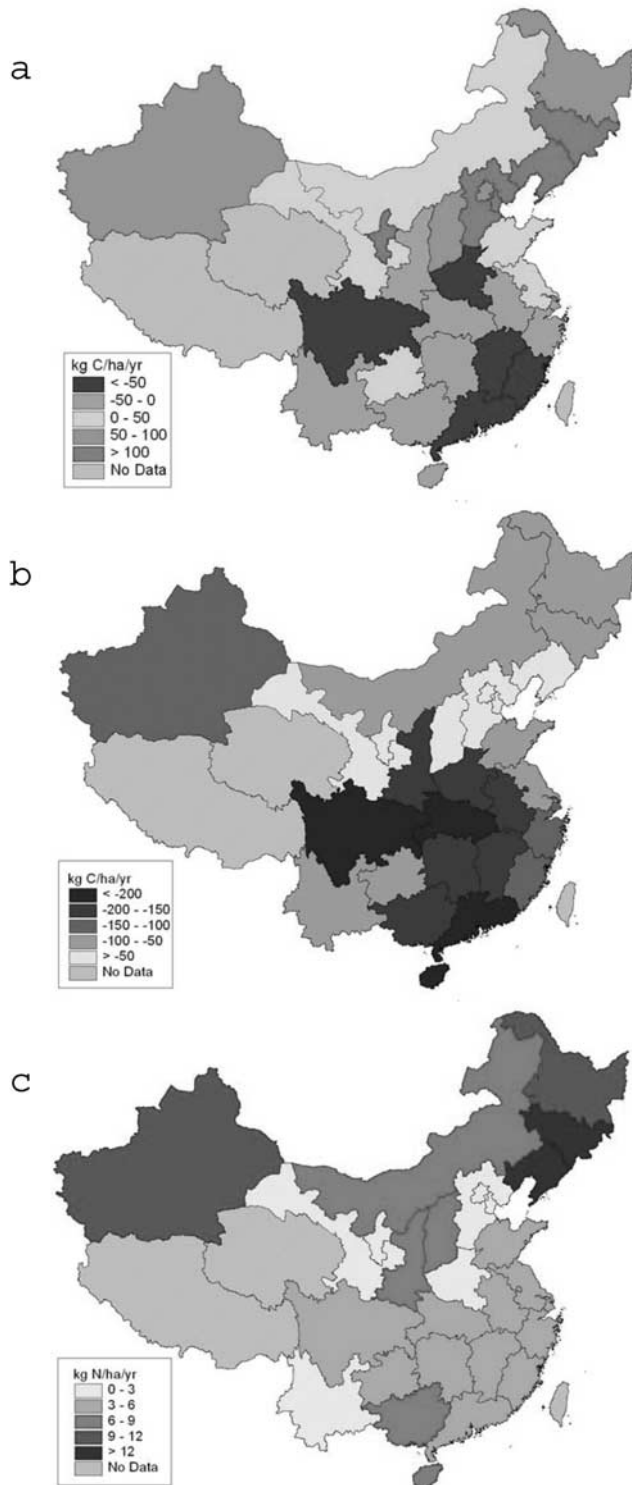 a
kg C/ha/yr
< -50
-50 - 0
0 - 50
50 - 100
> 100
No Data
b
kg C/ha/yr
< -200
-200 - -150
-150 - -100
-100 - -50
> -50
No Data
c
kg N/ha/yr
0 - 3
3 - 6
6 - 9
9 - 12
> 12
No Data